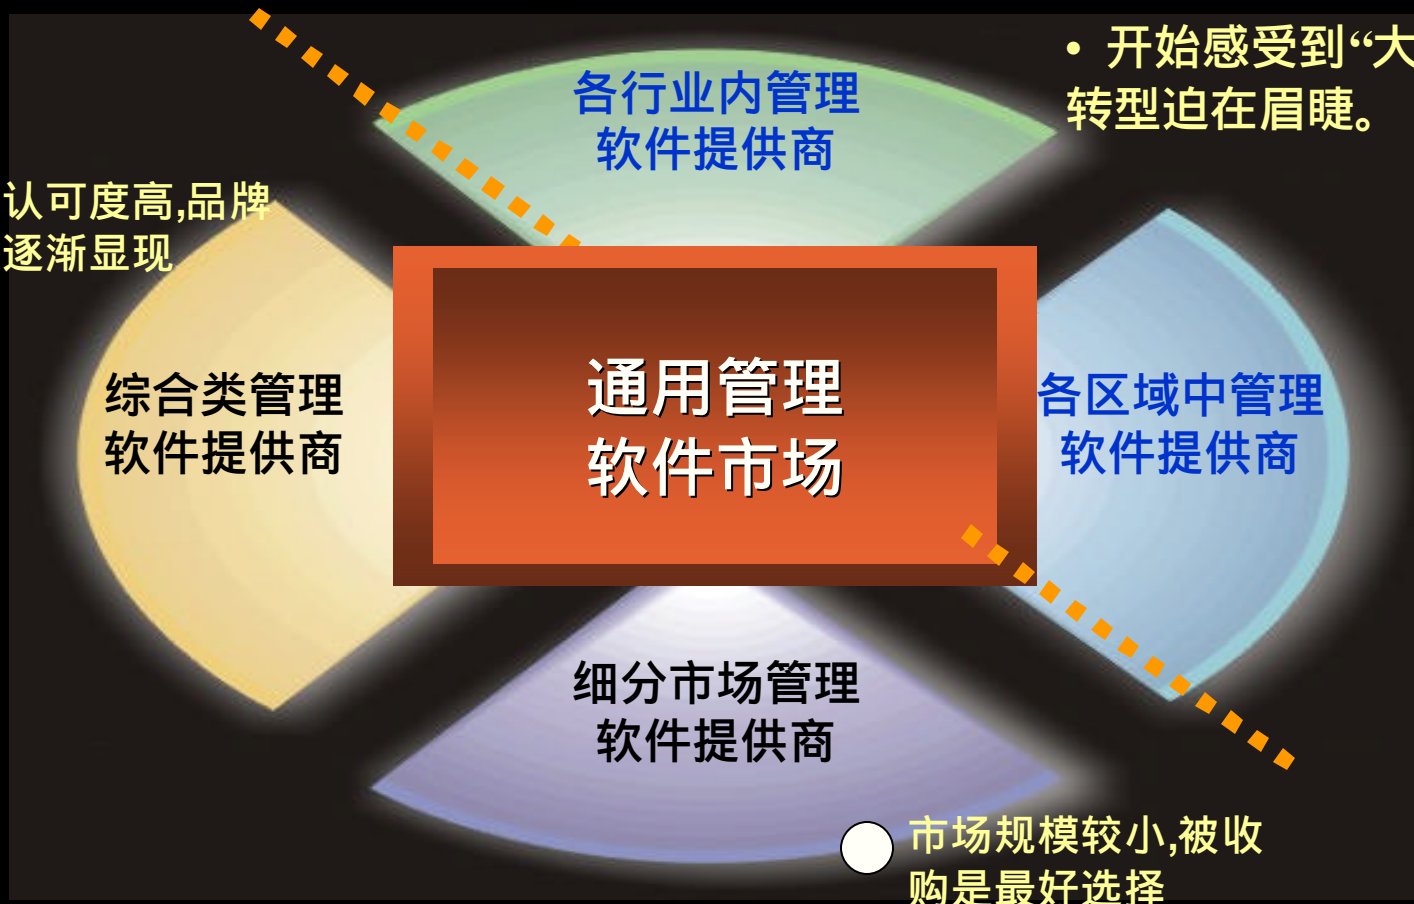 • 开始感受到“大
转型迫在眉睫。
各行业内管理
软件提供商
认可度高,品牌
逐渐显现
综合类管理
软件提供商
通用管理
软件市场
各区域中管理
软件提供商
细分市场管理
软件提供商
市场规模较小,被收
购是最好选择